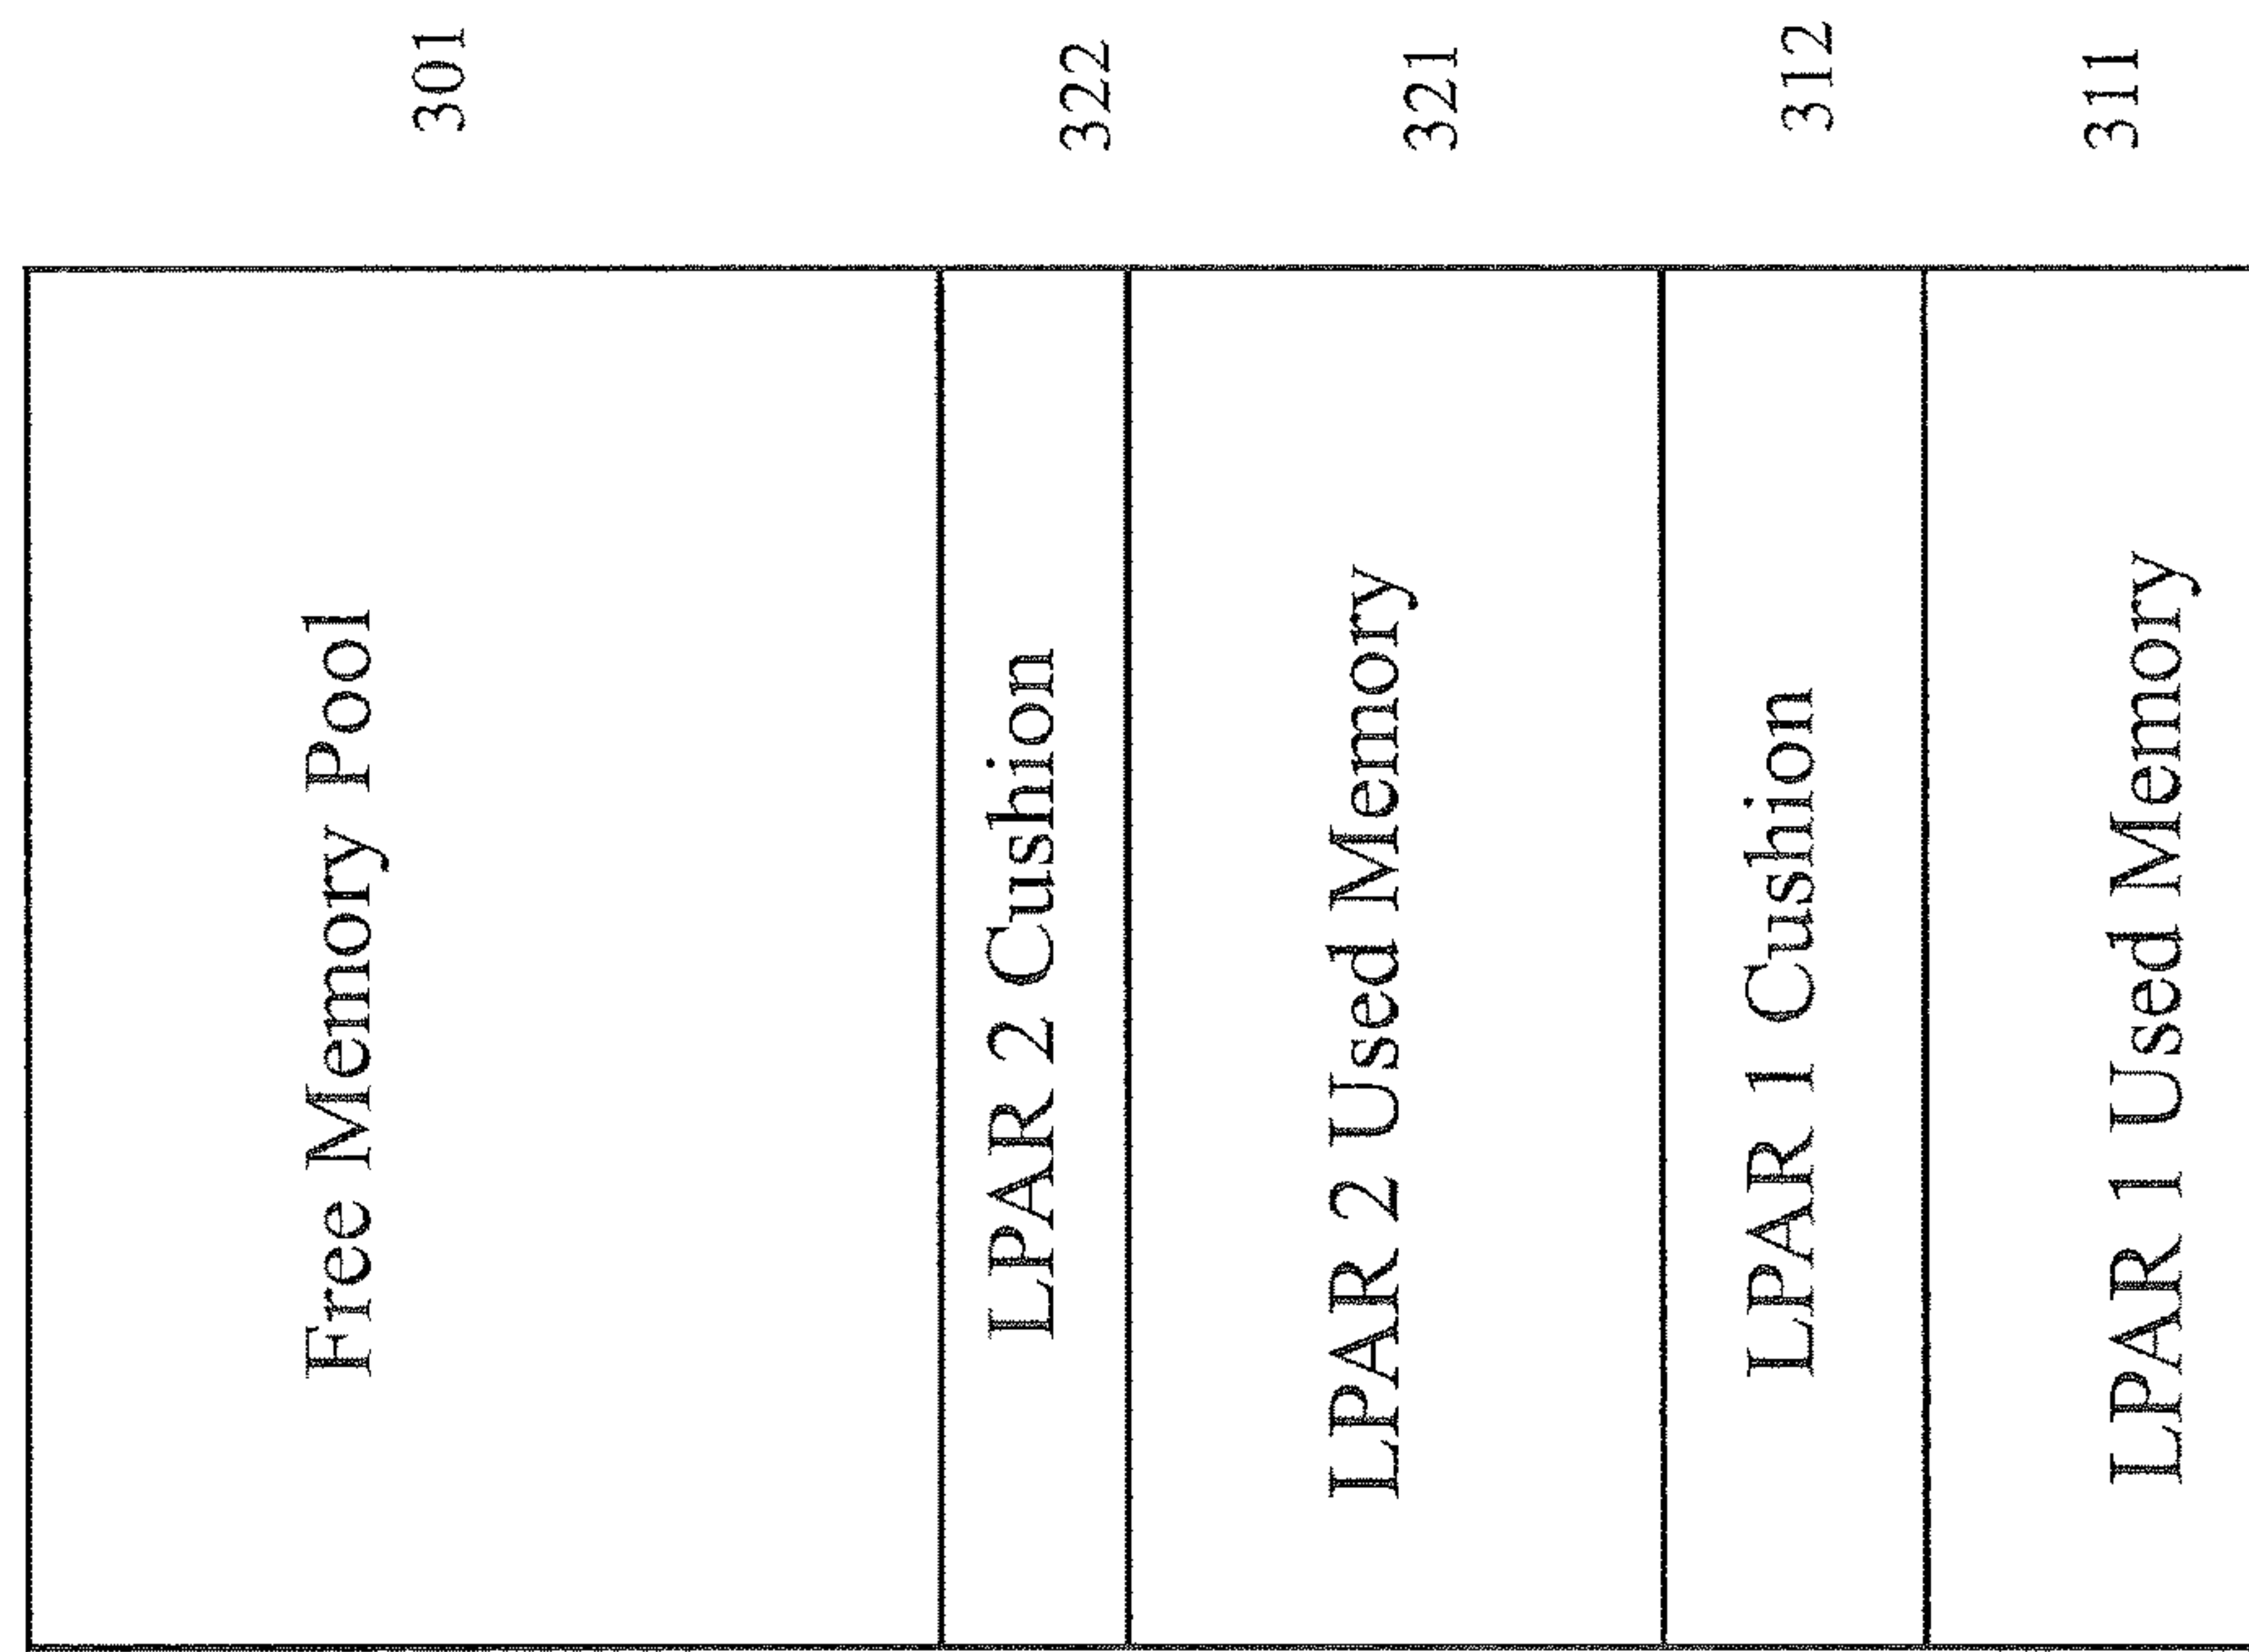 Free Memory Pool
301
LPAR 2 Cushion
322
LPAR 2 Used Memory
321
LPAR 1 Cushion
312
LPAR 1 Used Memory
311